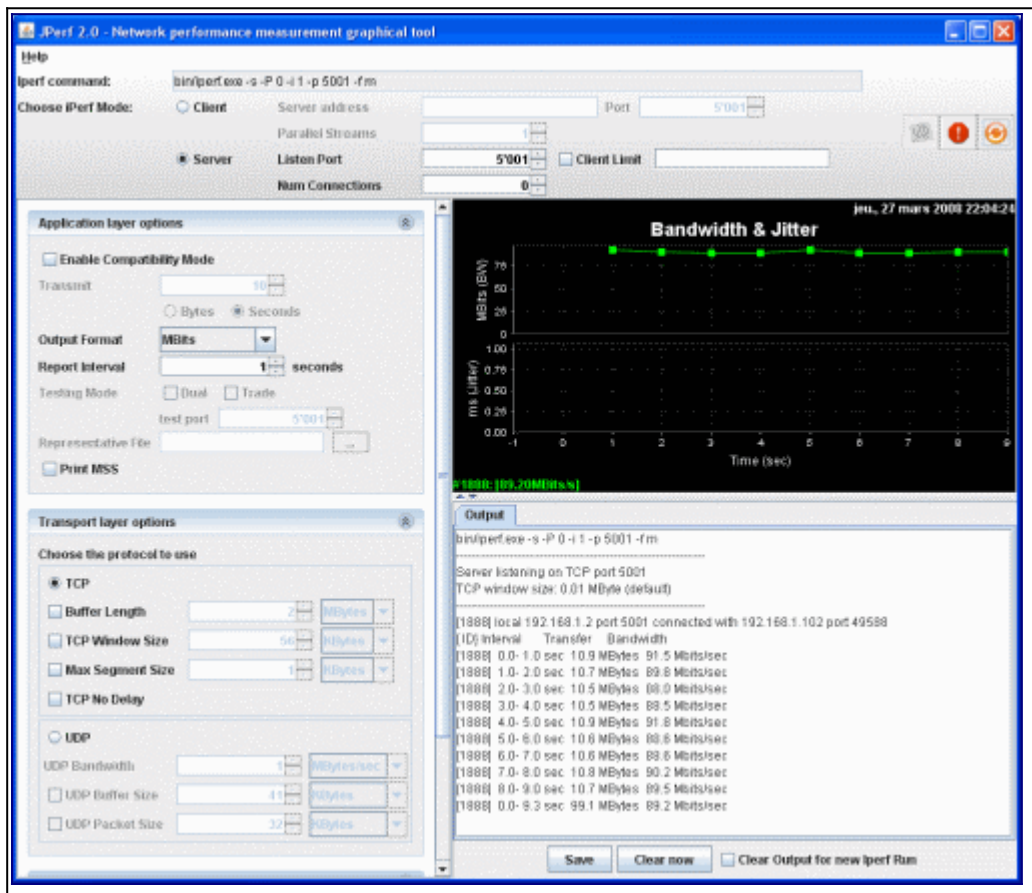 JPerf 2.0 - Network performance measurement graphical tool
Help
Iperf command: bin/iperf.exe -s -P 0 -i 1 -p 5001 -f m
Choose iPerf Mode: Client Server address Port 5'001
Parallel Streams 1
Server Listen Port 5'001 Client Limit
Num Connections 0
Application layer options
Enable Compatibility Mode
Transmit 10
Bytes Seconds
Output Format MBits
Report Interval 1 seconds
Testing Mode Dual Trade
test port 5'001
Representative File ...
Print MSS
Transport layer options
Choose the protocol to use
TCP
Buffer Length 2 MBytes
TCP Window Size 56 KBytes
Max Segment Size 1 KBytes
TCP No Delay
UDP
UDP Bandwidth 1 MBytes/sec
UDP Buffer Size 41 KBytes
UDP Packet Size 32 KBytes
jeu., 27 mars 2008 22:04:24
Bandwidth & Jitter
MBits (BW)
75
50
25
0
ms (Jitter)
1.00
0.75
0.50
0.25
0.00
-1 0 1 2 3 4 5 6 7 8 9
Time (sec)
#1888: [89.20MBits/s]
Output
bin/iperf.exe -s -P 0 -i 1 -p 5001 -f m
------------------------------------------------------------
Server listening on TCP port 5001
TCP window size: 0.01 MByte (default)
------------------------------------------------------------
[1888] local 192.168.1.2 port 5001 connected with 192.168.1.102 port 49588
[ ID] Interval Transfer Bandwidth
[1888] 0.0- 1.0 sec 10.9 MBytes 91.5 Mbits/sec
[1888] 1.0- 2.0 sec 10.7 MBytes 89.8 Mbits/sec
[1888] 2.0- 3.0 sec 10.5 MBytes 88.0 Mbits/sec
[1888] 3.0- 4.0 sec 10.5 MBytes 88.5 Mbits/sec
[1888] 4.0- 5.0 sec 10.9 MBytes 91.8 Mbits/sec
[1888] 5.0- 6.0 sec 10.6 MBytes 88.6 Mbits/sec
[1888] 6.0- 7.0 sec 10.6 MBytes 88.6 Mbits/sec
[1888] 7.0- 8.0 sec 10.8 MBytes 90.2 Mbits/sec
[1888] 8.0- 9.0 sec 10.7 MBytes 89.5 Mbits/sec
[1888] 0.0- 9.3 sec 99.1 MBytes 89.2 Mbits/sec
Save Clear now Clear Output for new Iperf Run